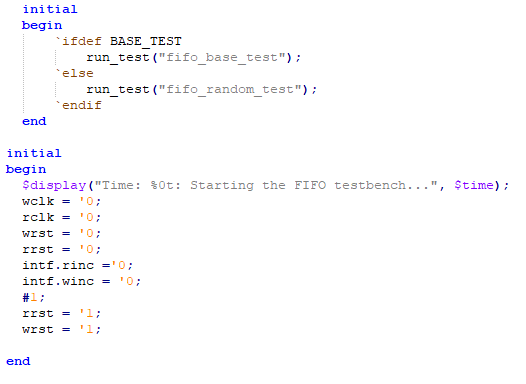 initial
begin
`ifdef BASE_TEST
run_test("fifo_base_test");
`else
run_test("fifo_random_test");
`endif
end
initial
begin
$display("Time: %0t: Starting the FIFO testbench...", $time);
wclk = '0;
rclk = '0;
wrst = '0;
rrst = '0;
intf.rinc ='0;
intf.winc = '0;
#1;
rrst = '1;
wrst = '1;
end